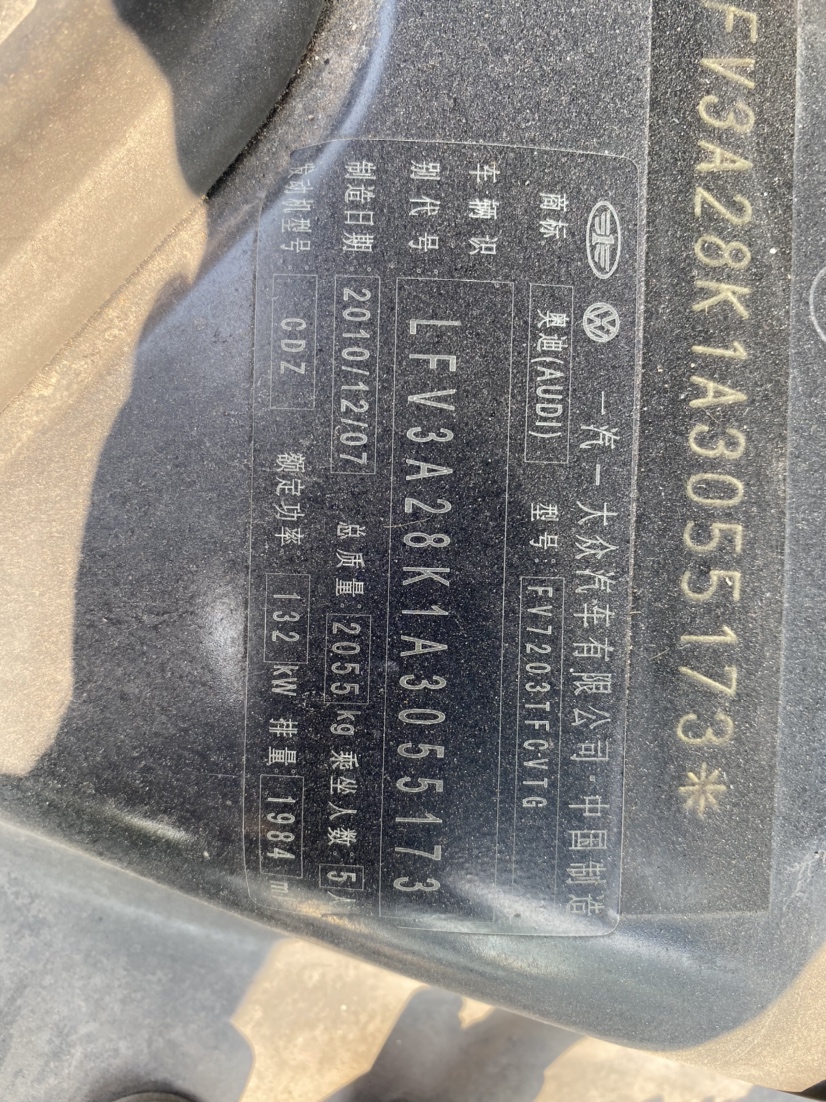 FV3A28K1A3055173*
一汽-大众汽车有限公司·中国制造
商标 奥迪(AUDI) 型号: FV7203TFCVTG
车辆识
别代号: LFV3A28K1A3055173
制造日期: 2010/12/07 总质量: 2055 kg 乘坐人数: 5人
发动机型号: CDZ 额定功率 132 kW 排量: 1984 m